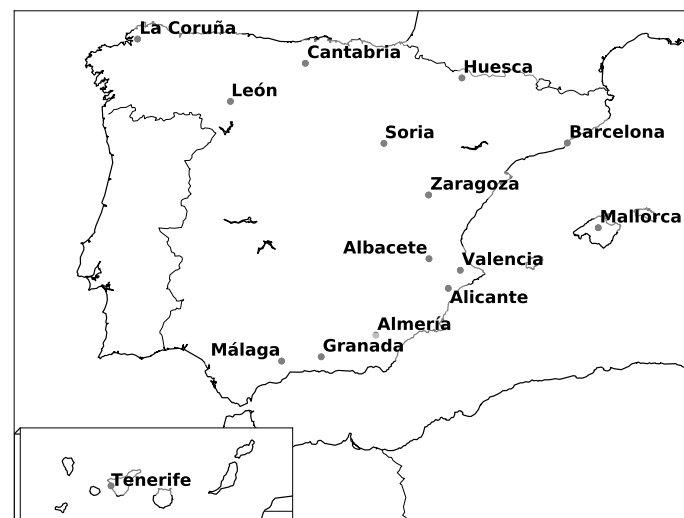 La Coruña
Cantabria
Huesca
León
Soria
Barcelona
Zaragoza
Mallorca
Albacete
Valencia
Alicante
Almería
Granada
Málaga
Tenerife